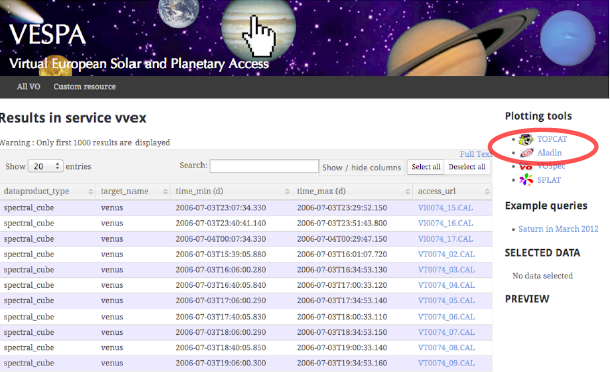 VESPA
Virtual European Solar and Planetary Access
All VO Custom resource
Results in service vvex
Warning : Only first 1000 results are displayed
Full Text
Show 20 entries Search: Show / hide columns Select all Deselect all
dataproduct_type target_name time_min (d) time_max (d) access_url
spectral_cube venus 2006-07-03T23:07:34.330 2006-07-03T23:29:52.150 VI0074_15.CAL
spectral_cube venus 2006-07-03T23:40:41.140 2006-07-03T23:51:43.800 VI0074_16.CAL
spectral_cube venus 2006-07-04T00:07:34.330 2006-07-04T00:29:47.150 VI0074_17.CAL
spectral_cube venus 2006-07-03T15:39:05.880 2006-07-03T16:01:07.720 VT0074_02.CAL
spectral_cube venus 2006-07-03T16:06:00.280 2006-07-03T16:34:53.130 VT0074_03.CAL
spectral_cube venus 2006-07-03T16:40:05.840 2006-07-03T17:00:33.120 VT0074_04.CAL
spectral_cube venus 2006-07-03T17:06:00.290 2006-07-03T17:34:53.140 VT0074_05.CAL
spectral_cube venus 2006-07-03T17:40:05.830 2006-07-03T18:00:33.110 VT0074_06.CAL
spectral_cube venus 2006-07-03T18:06:00.290 2006-07-03T18:34:53.150 VT0074_07.CAL
spectral_cube venus 2006-07-03T18:40:05.850 2006-07-03T19:00:33.140 VT0074_08.CAL
spectral_cube venus 2006-07-03T19:06:00.300 2006-07-03T19:34:53.160 VT0074_09.CAL
Plotting tools
TOPCAT
Aladin
VOSpec
SPLAT
Example queries
Saturn in March 2012
SELECTED DATA
No data selected
PREVIEW